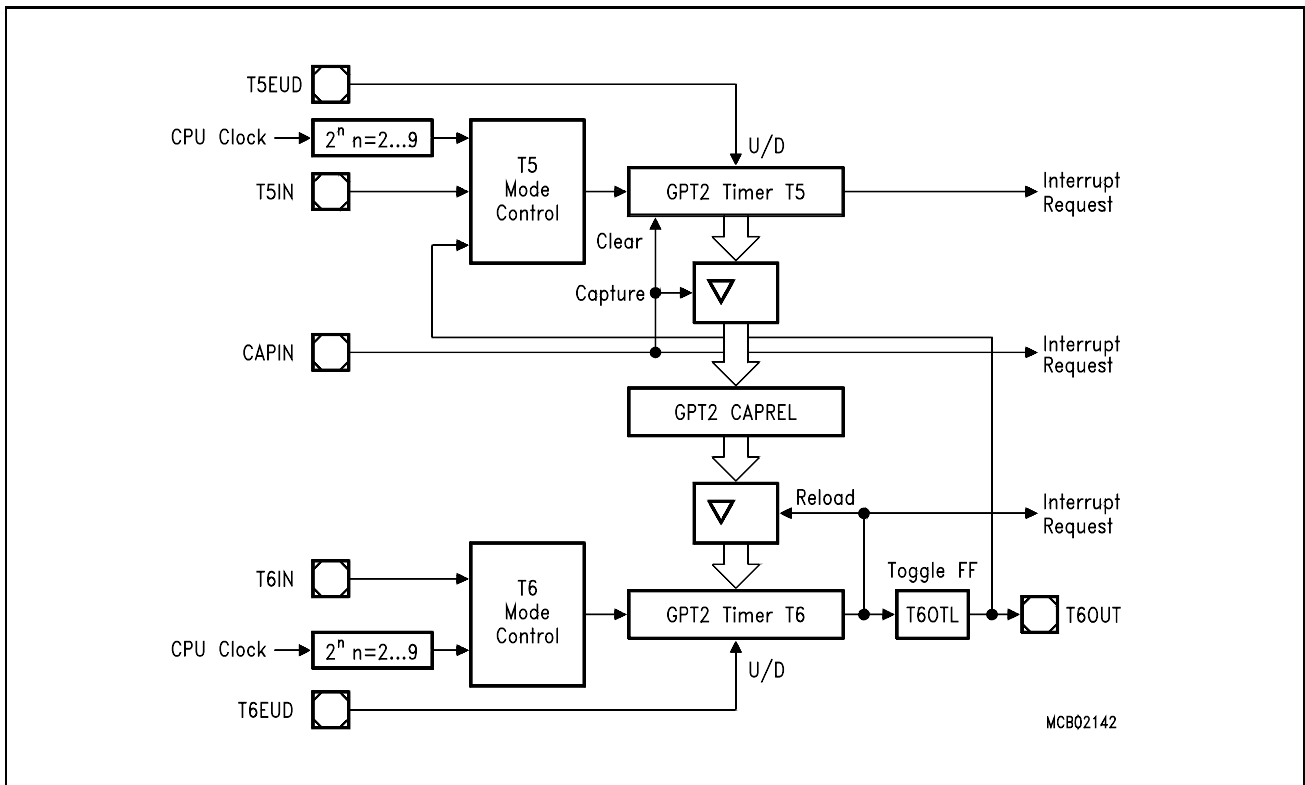 T5EUD
CPU Clock
2ⁿ n=2...9
U/D
T5
Mode
Control
T5IN
GPT2 Timer T5
Interrupt
Request
Clear
Capture
CAPIN
Interrupt
Request
GPT2 CAPREL
Reload
Interrupt
Request
T6IN
T6
Mode
Control
Toggle FF
GPT2 Timer T6
T6OTL
T6OUT
CPU Clock
2ⁿ n=2...9
U/D
T6EUD
MCB02142